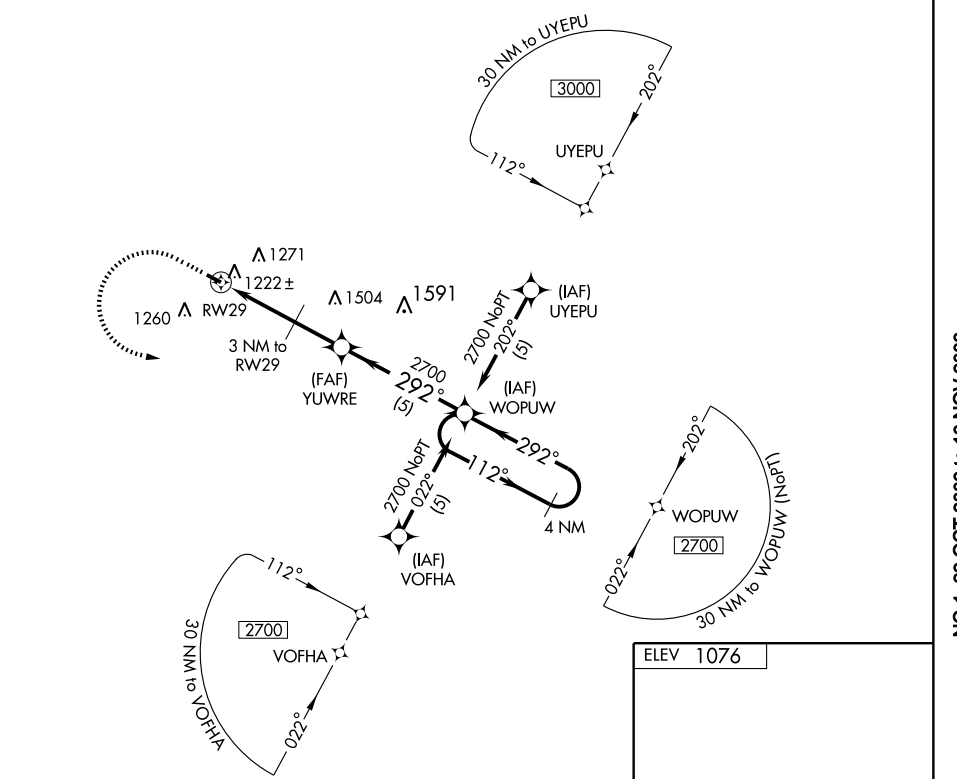 30 NM to UYEPU
3000
202°
UYEPU
112°
1271
1222 ±
1260
RW29
1504
1591
3 NM to
RW29
(FAF)
YUWRE
2700
292°
(5)
(IAF)
UYEPU
2700 NoPT
202°
(5)
(IAF)
WOPUW
292°
112°
4 NM
2700 NoPT
022°
(5)
(IAF)
VOFHA
202°
WOPUW
2700
022°
30 NM to WOPUW (NoPT)
112°
2700
VOFHA
30 NM to VOFHA
022°
ELEV 1076